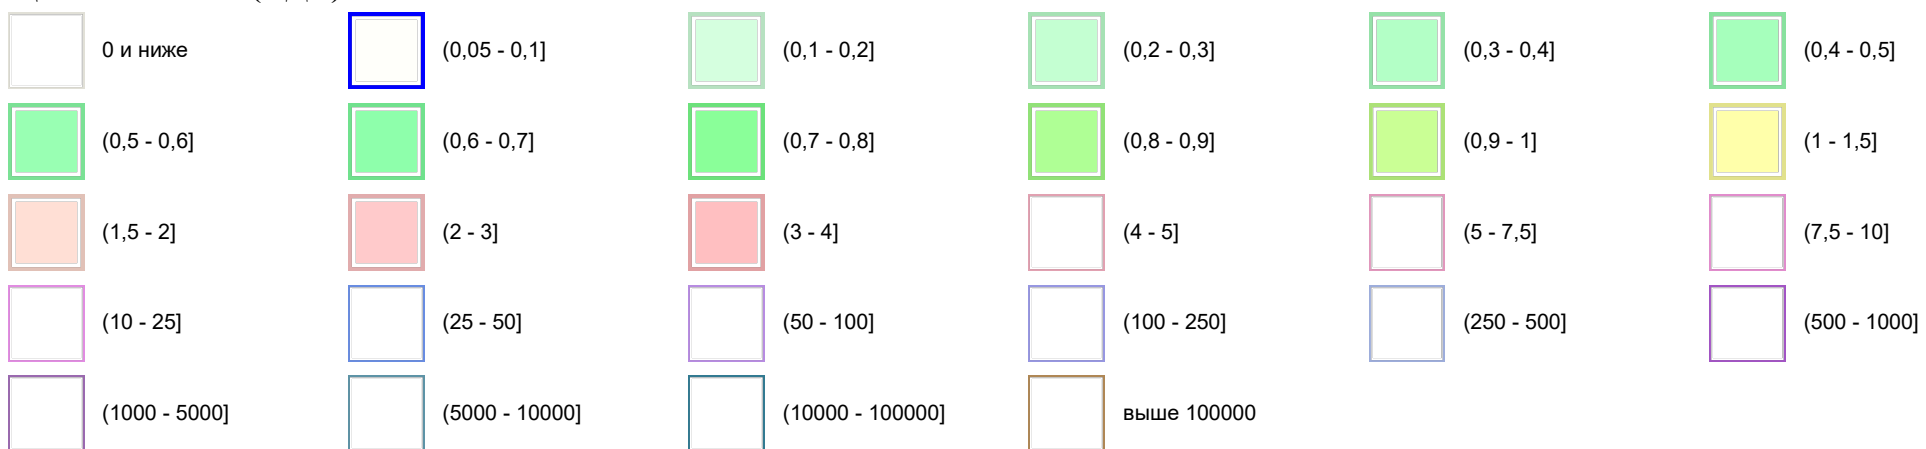 0 и ниже (0,05 - 0,1] (0,1 - 0,2] (0,2 - 0,3] (0,3 - 0,4] (0,4 - 0,5]
(0,5 - 0,6] (0,6 - 0,7] (0,7 - 0,8] (0,8 - 0,9] (0,9 - 1] (1 - 1,5]
(1,5 - 2] (2 - 3] (3 - 4] (4 - 5] (5 - 7,5] (7,5 - 10]
(10 - 25] (25 - 50] (50 - 100] (100 - 250] (250 - 500] (500 - 1000]
(1000 - 5000] (5000 - 10000] (10000 - 100000] выше 100000